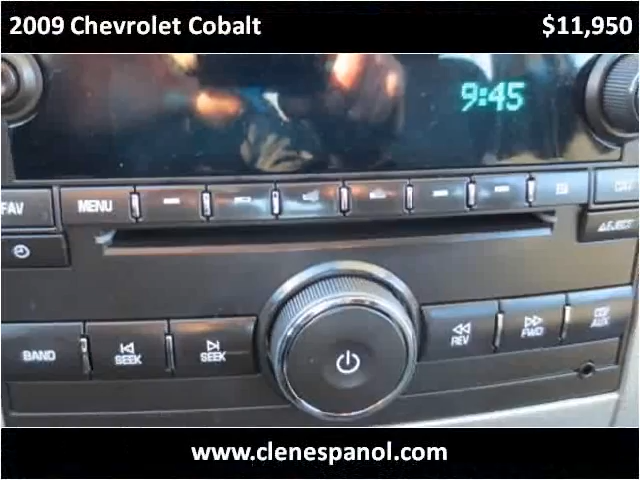 2009 Chevrolet Cobalt $11,950
9:45
FAV MENU
EJECT
BAND SEEK SEEK REV FWD CD/AUX
www.clenespanol.com